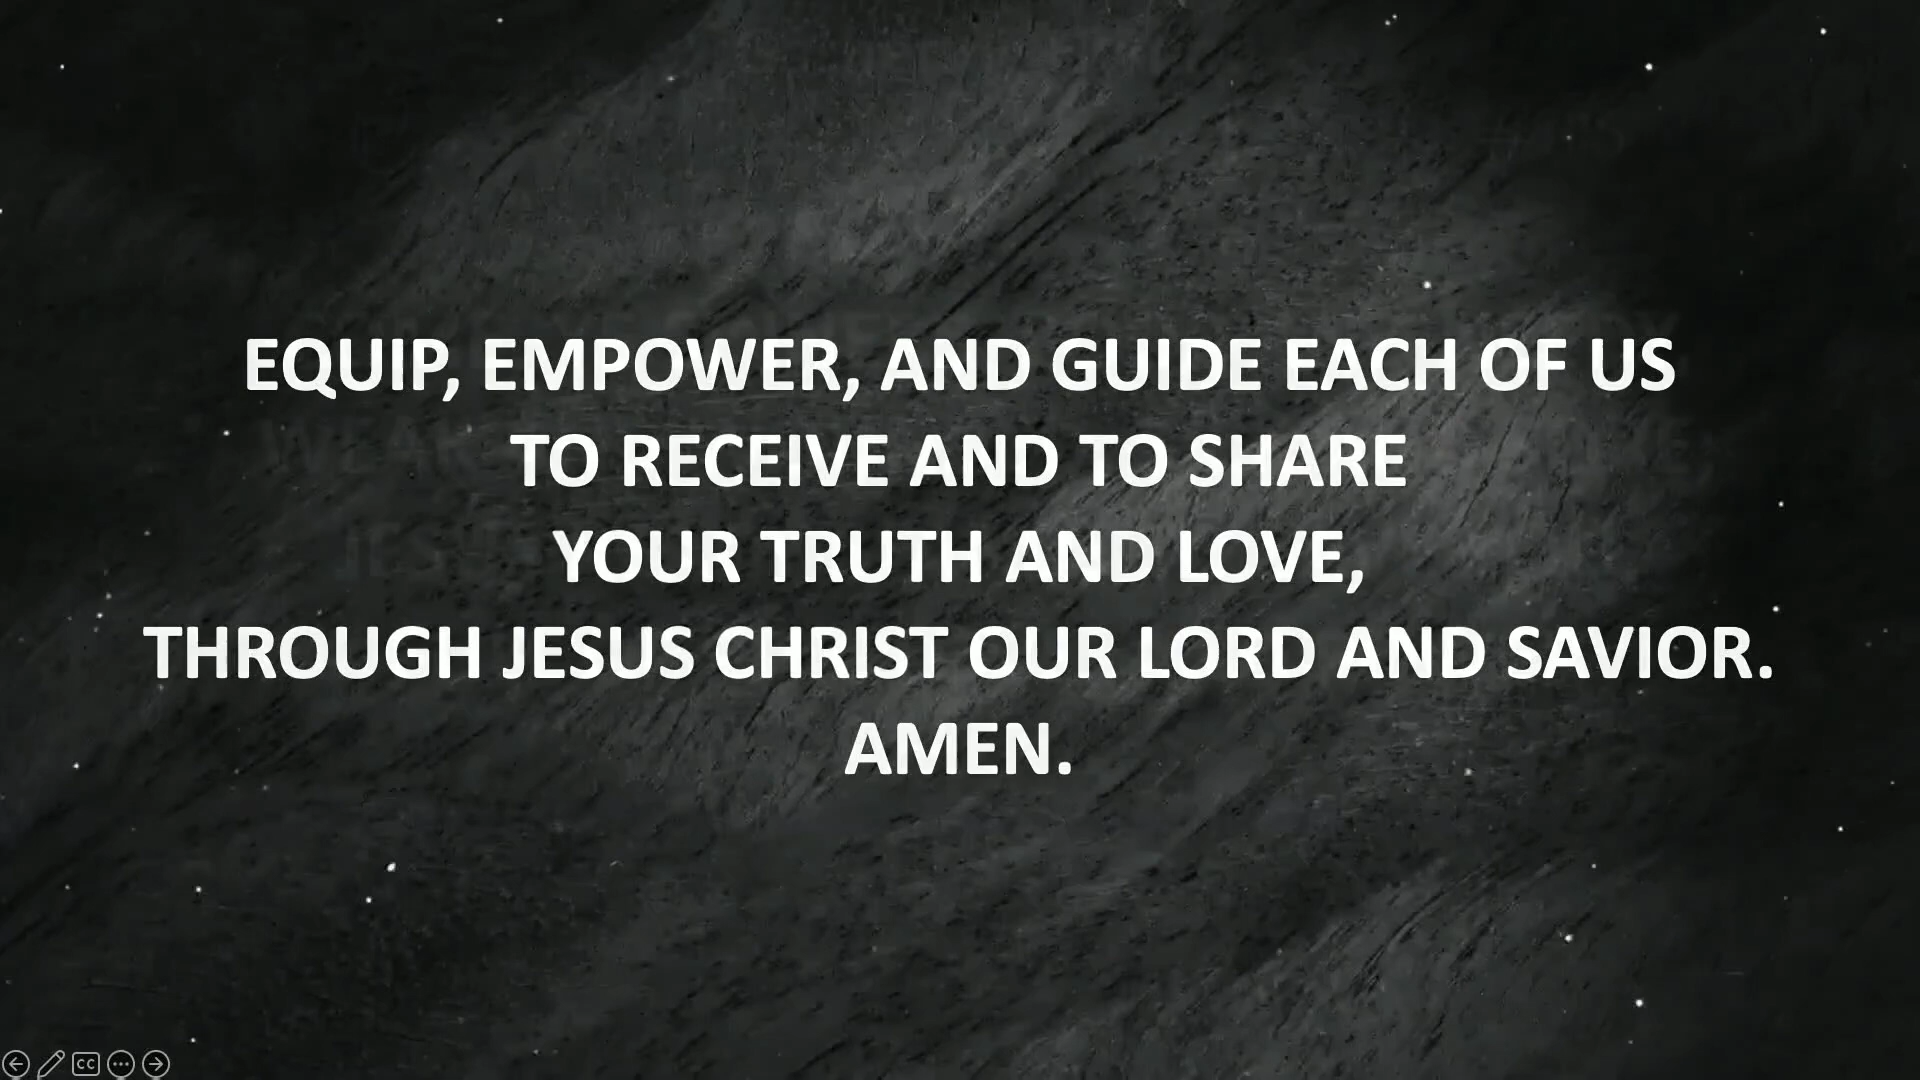 EQUIP, EMPOWER, AND GUIDE EACH OF US
TO RECEIVE AND TO SHARE
YOUR TRUTH AND LOVE,
THROUGH JESUS CHRIST OUR LORD AND SAVIOR.
AMEN.
CC